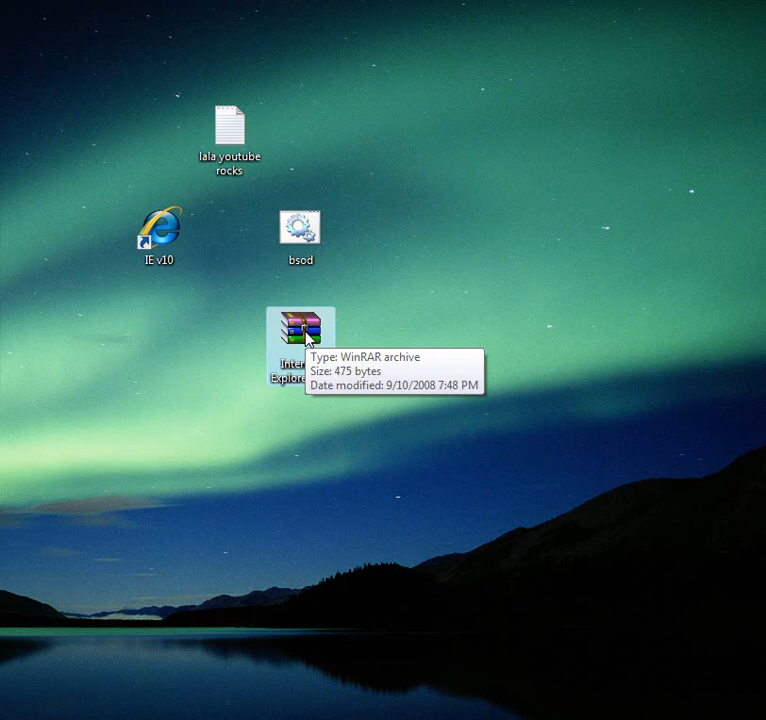 lala youtube
rocks
IE v10
bsod
Type: WinRAR archive
Size: 475 bytes
Date modified: 9/10/2008 7:48 PM